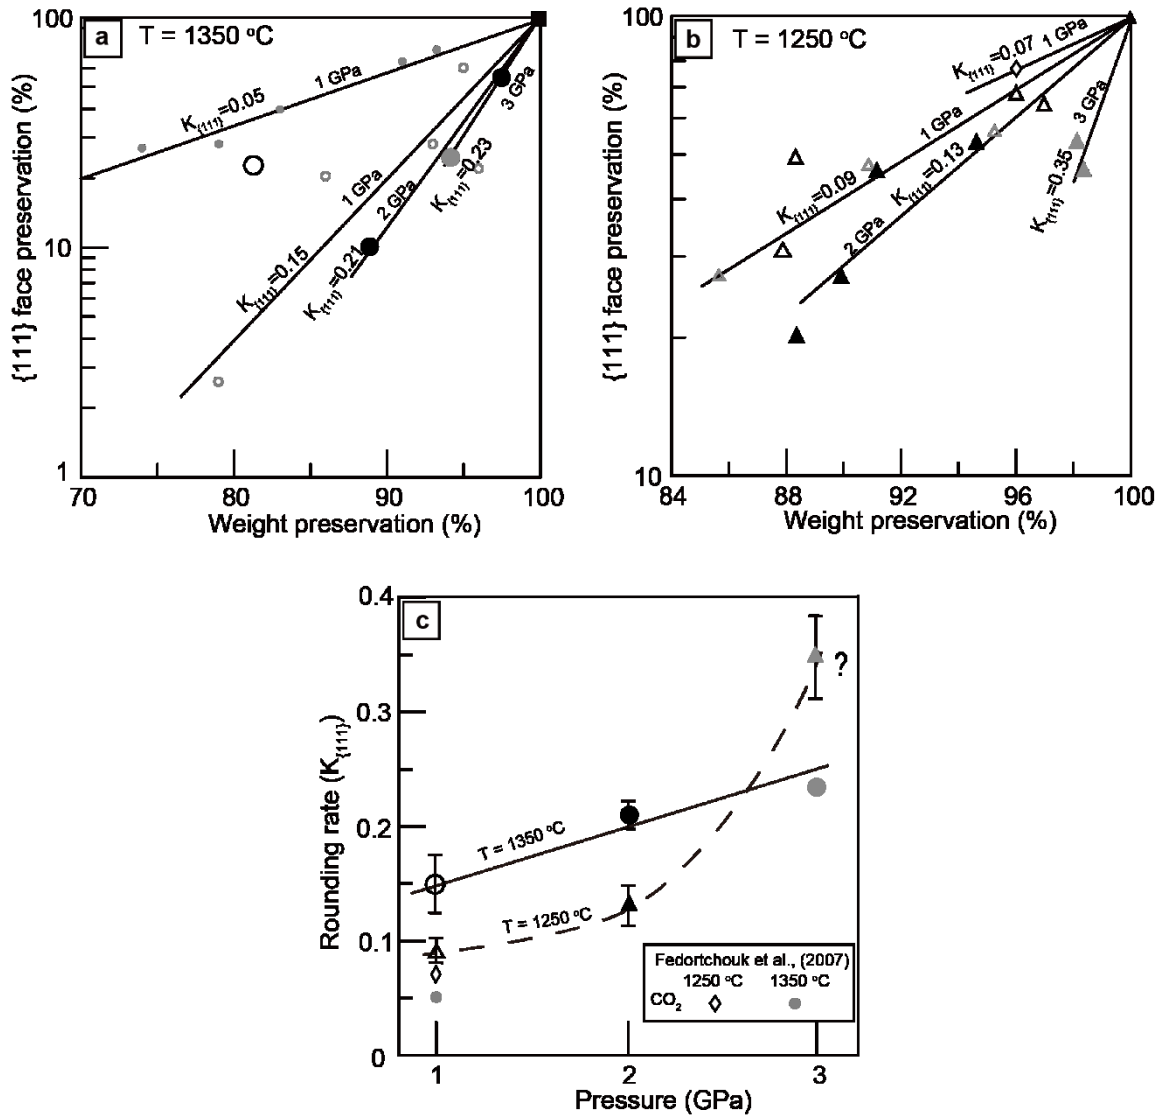 a
T = 1350 °C
{111} face preservation (%)
100
10
1
K{111}=0.05
1 GPa
1 GPa
K{111}=0.15
2 GPa
K{111}=0.21
3 GPa
K{111}=0.23
70
80
90
100
Weight preservation (%)
b
T = 1250 °C
{111} face preservation (%)
100
10
K{111}=0.07
1 GPa
1 GPa
K{111}=0.09
K{111}=0.13
2 GPa
3 GPa
K{111}=0.35
84
88
92
96
100
Weight preservation (%)
c
Rounding rate (K{111})
0.4
0.3
0.2
0.1
0
?
T = 1350 °C
T = 1250 °C
Fedortchouk et al., (2007)
1250 °C 1350 °C
CO₂
1
2
3
Pressure (GPa)